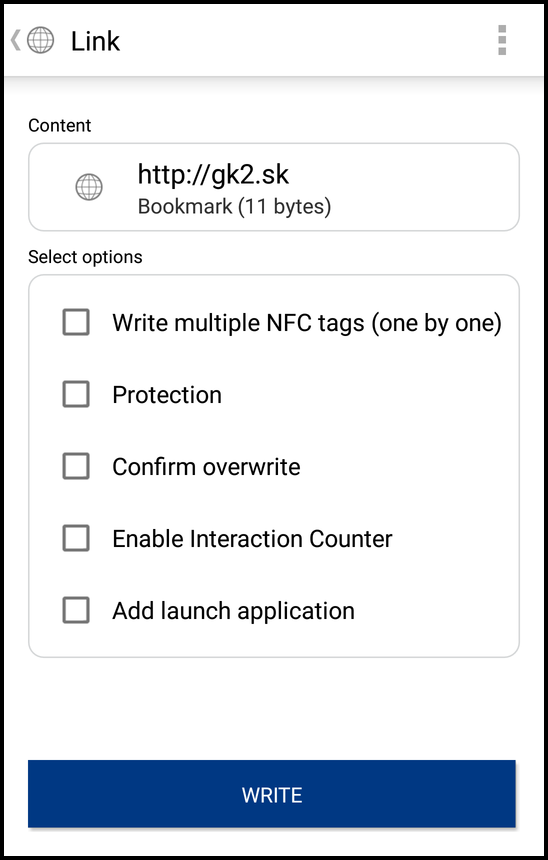 Link
Content
http://gk2.sk
Bookmark (11 bytes)
Select options
Write multiple NFC tags (one by one)
Protection
Confirm overwrite
Enable Interaction Counter
Add launch application
WRITE